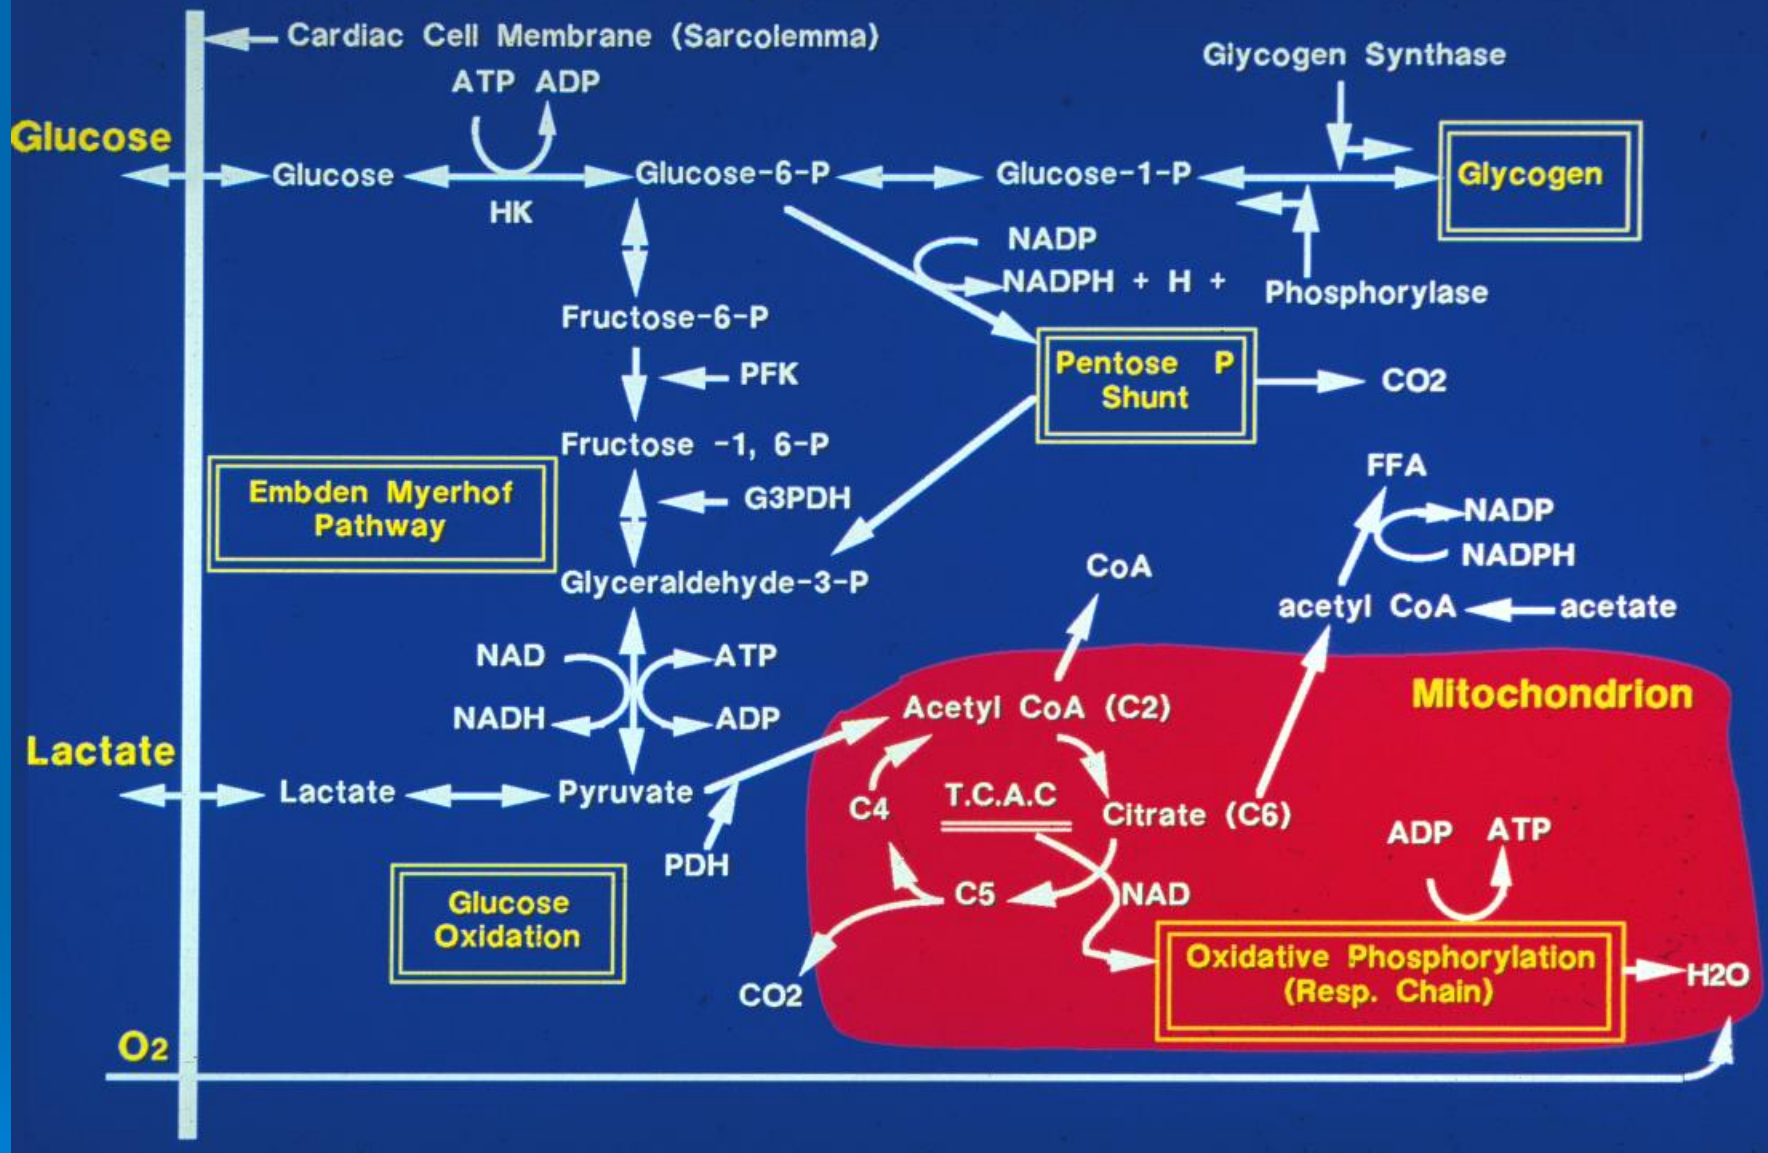 Cardiac Cell Membrane (Sarcolemma)
Glycogen Synthase
ATP ADP
Glucose
Glucose
Glucose-6-P
Glucose-1-P
Glycogen
HK
NADP
NADPH + H +
Phosphorylase
Fructose-6-P
PFK
Pentose P
Shunt
CO2
Fructose -1, 6-P
Embden Myerhof
Pathway
G3PDH
FFA
NADP
NADPH
Glyceraldehyde-3-P
CoA
acetyl CoA
acetate
NAD
ATP
NADH
ADP
Acetyl CoA (C2)
Mitochondrion
Lactate
Lactate
Pyruvate
PDH
C4
T.C.A.C
Citrate (C6)
ADP ATP
C5
NAD
Glucose
Oxidation
CO2
Oxidative Phosphorylation
(Resp. Chain)
H2O
O2